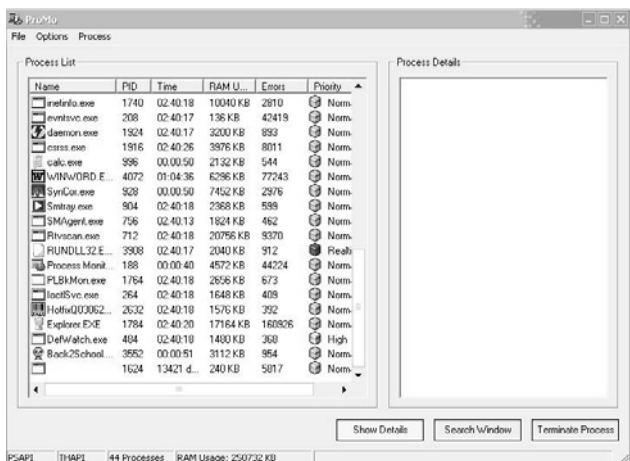 ProMo
File Options Process
Process List
Process Details
Name PID Time RAM U... Errors Priority
inetinfo.exe 1740 02:40:18 10040 KB 2810 Norm
evntsvc.exe 208 02:40:17 136 KB 42419 Norm
daemon.exe 1924 02:40:17 3200 KB 893 Norm
csrss.exe 1916 02:40:26 3976 KB 8011 Norm
calc.exe 996 00:00:50 2132 KB 544 Norm
WINWORD.E... 4072 01:04:36 6296 KB 77243 Norm
SynCor.exe 928 00:00:50 7452 KB 2976 Norm
Smtray.exe 904 02:40:18 2368 KB 599 Norm
SMAgent.exe 756 02:40:13 1824 KB 462 Norm
Rtvscan.exe 712 02:40:18 20756 KB 9370 Norm
RUNDLL32.E... 3908 02:40:17 2040 KB 912 Realt
Process Monit... 188 00:00:40 4572 KB 44224 Norm
PLBkMon.exe 1764 02:40:18 2656 KB 673 Norm
IoctlSvc.exe 264 02:40:18 1648 KB 409 Norm
HotfixQ03062... 2632 02:40:18 1576 KB 392 Norm
Explorer.EXE 1784 02:40:20 17164 KB 160926 Norm
DefWatch.exe 484 02:40:18 1480 KB 368 High
Back2School... 3552 00:00:51 3112 KB 954 Norm
1624 13421 d... 240 KB 5817 Norm
Show Details Search Window Terminate Process
PSAPI THAPI 44 Processes RAM Usage: 250732 KB